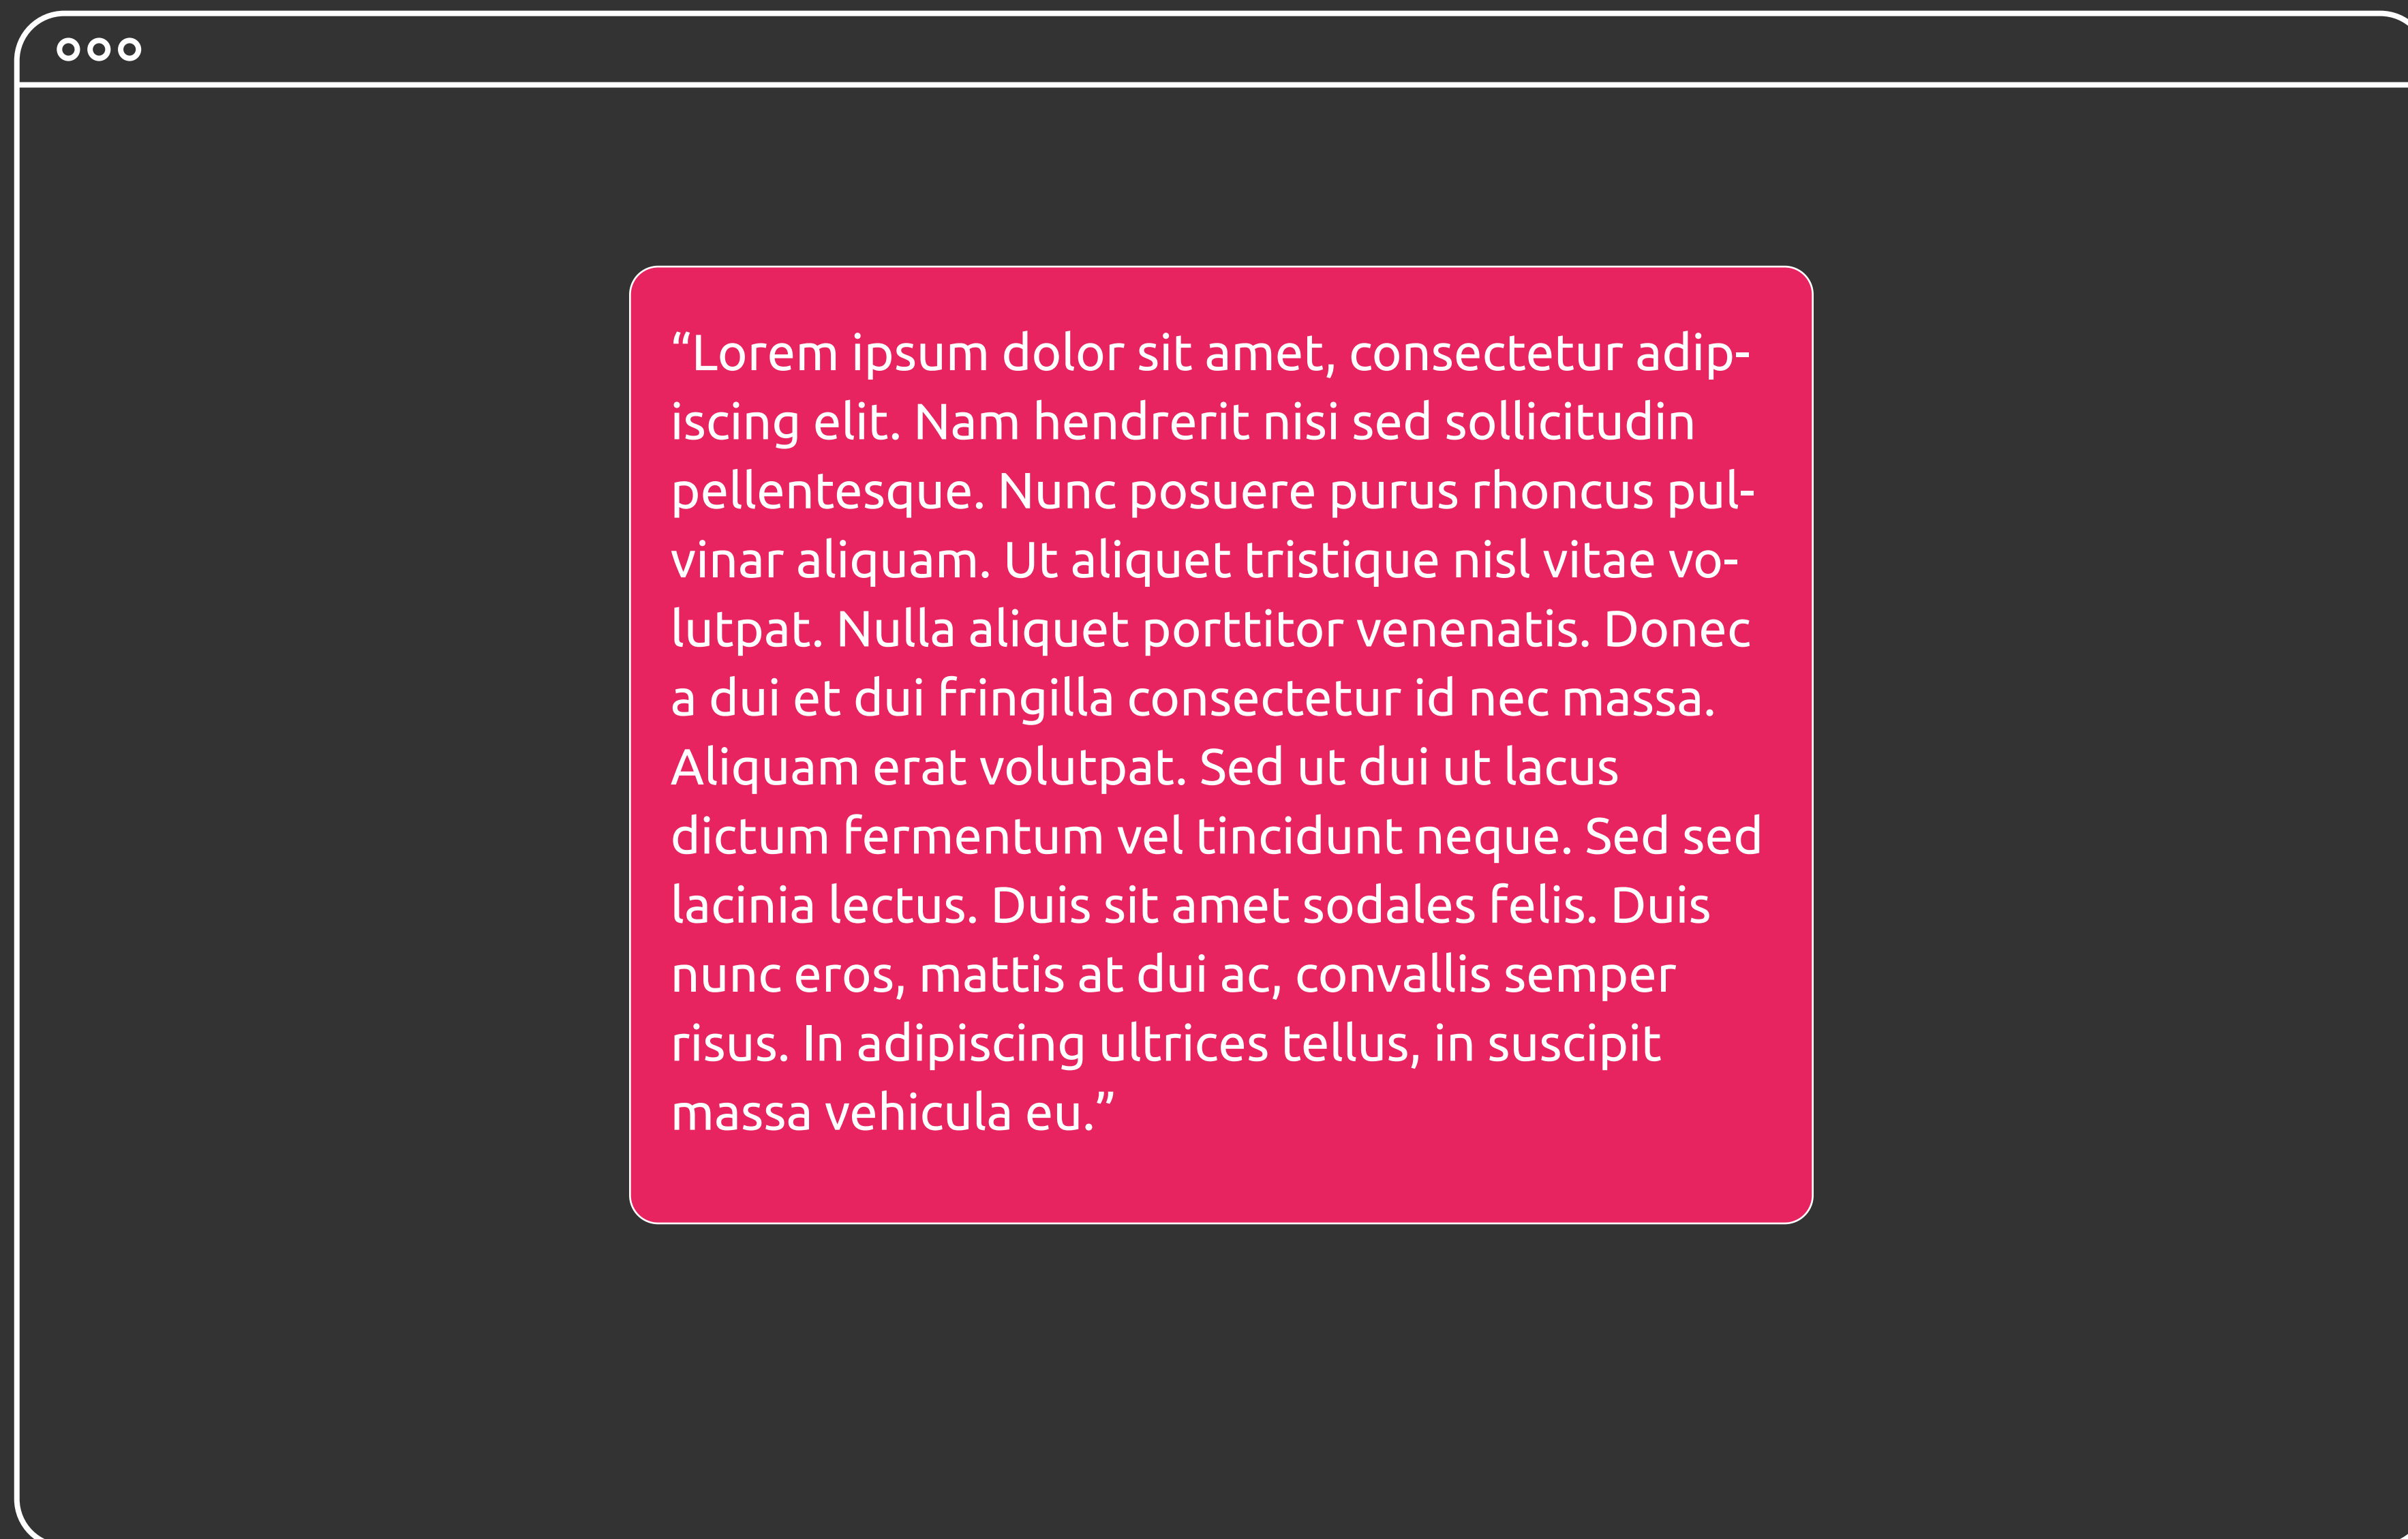 “Lorem ipsum dolor sit amet, consectetur adip-
iscing elit. Nam hendrerit nisi sed sollicitudin
pellentesque. Nunc posuere purus rhoncus pul-
vinar aliquam. Ut aliquet tristique nisl vitae vo-
lutpat. Nulla aliquet porttitor venenatis. Donec
a dui et dui fringilla consectetur id nec massa.
Aliquam erat volutpat. Sed ut dui ut lacus
dictum fermentum vel tincidunt neque. Sed sed
lacinia lectus. Duis sit amet sodales felis. Duis
nunc eros, mattis at dui ac, convallis semper
risus. In adipiscing ultrices tellus, in suscipit
massa vehicula eu.”